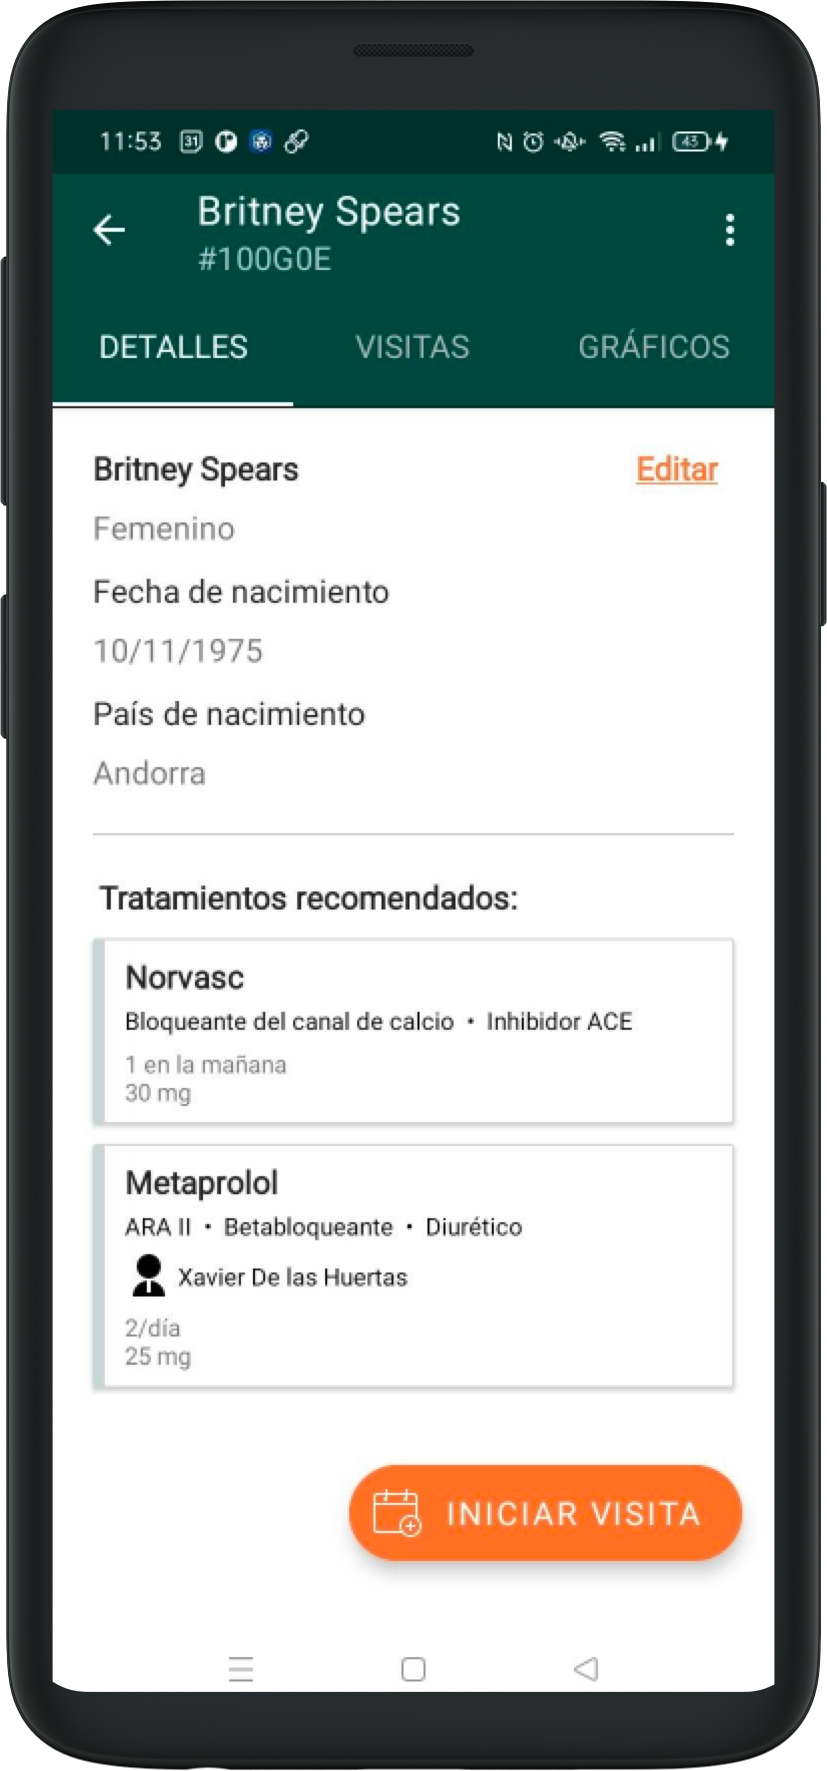 11:53 31 43
Britney Spears
#100G0E
DETALLES VISITAS GRÁFICOS
Britney Spears Editar
Femenino
Fecha de nacimiento
10/11/1975
País de nacimiento
Andorra
Tratamientos recomendados:
Norvasc
Bloqueante del canal de calcio • Inhibidor ACE
1 en la mañana
30 mg
Metaprolol
ARA II • Betabloqueante • Diurético
Xavier De las Huertas
2/día
25 mg
INICIAR VISITA